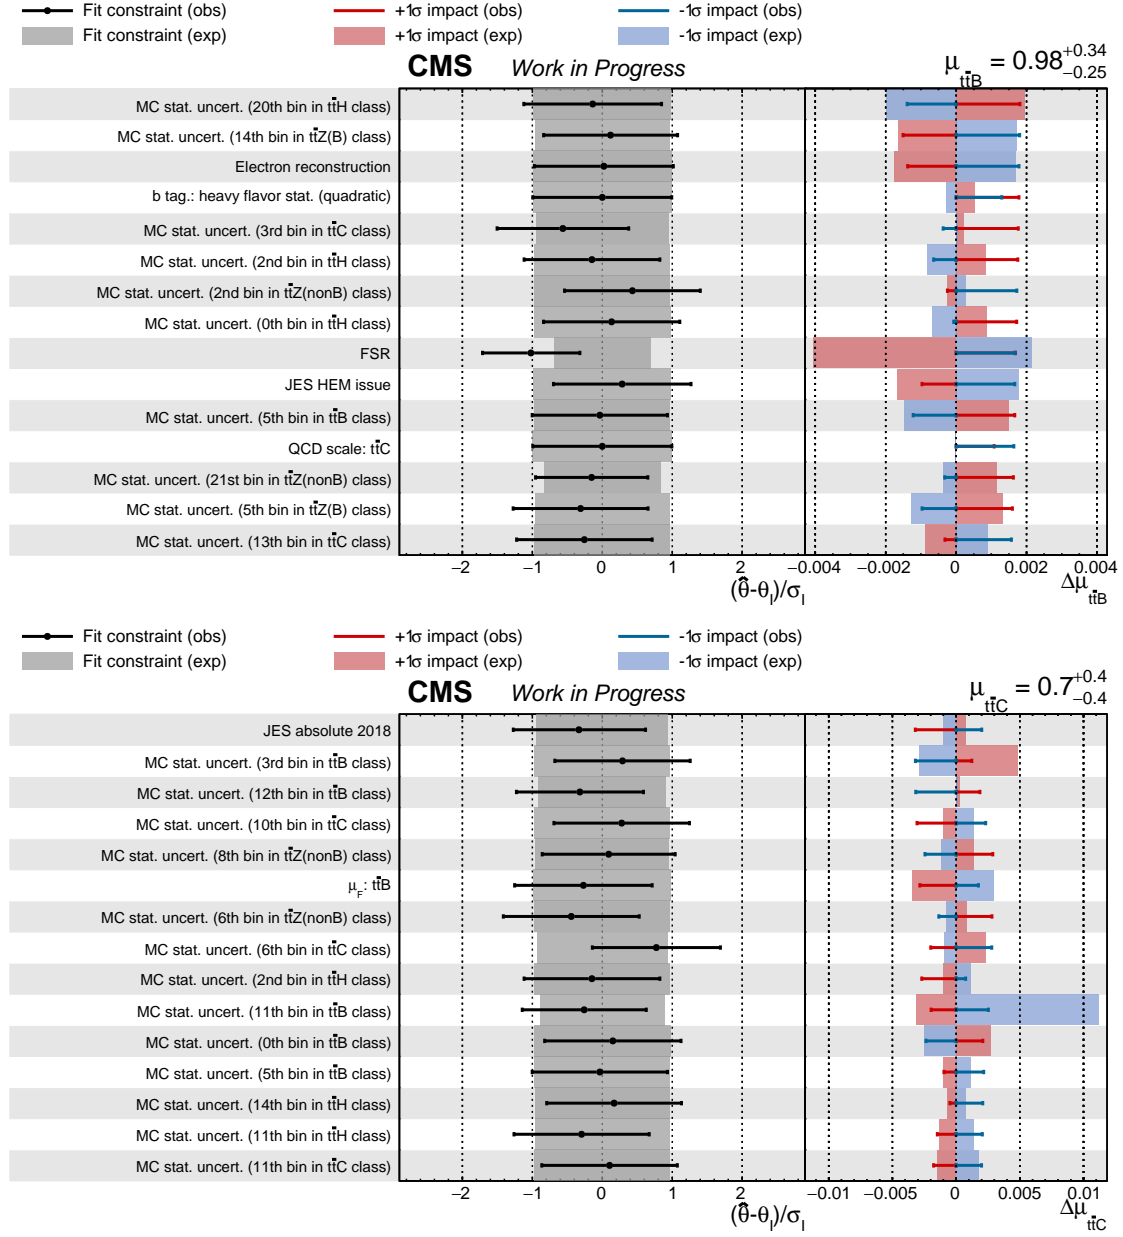 Fit constraint (obs) +1σ impact (obs) -1σ impact (obs)
Fit constraint (exp) +1σ impact (exp) -1σ impact (exp)
CMS Work in Progress μ_{tt̄B} = 0.98 +0.34 −0.25
MC stat. uncert. (20th bin in tt̄H class)
MC stat. uncert. (14th bin in tt̄Z(B) class)
Electron reconstruction
b tag.: heavy flavor stat. (quadratic)
MC stat. uncert. (3rd bin in tt̄C class)
MC stat. uncert. (2nd bin in tt̄H class)
MC stat. uncert. (2nd bin in tt̄Z(nonB) class)
MC stat. uncert. (0th bin in tt̄H class)
FSR
JES HEM issue
MC stat. uncert. (5th bin in tt̄B class)
QCD scale: tt̄C
MC stat. uncert. (21st bin in tt̄Z(nonB) class)
MC stat. uncert. (5th bin in tt̄Z(B) class)
MC stat. uncert. (13th bin in tt̄C class)
−2 −1 0 1 2 −0.004 −0.002 0 0.002 0.004
(θ̂-θ_I)/σ_I Δμ_{tt̄B}
Fit constraint (obs) +1σ impact (obs) -1σ impact (obs)
Fit constraint (exp) +1σ impact (exp) -1σ impact (exp)
CMS Work in Progress μ_{tt̄C} = 0.7 +0.4 −0.4
JES absolute 2018
MC stat. uncert. (3rd bin in tt̄B class)
MC stat. uncert. (12th bin in tt̄B class)
MC stat. uncert. (10th bin in tt̄C class)
MC stat. uncert. (8th bin in tt̄Z(nonB) class)
μ_F: tt̄B
MC stat. uncert. (6th bin in tt̄Z(nonB) class)
MC stat. uncert. (6th bin in tt̄C class)
MC stat. uncert. (2nd bin in tt̄H class)
MC stat. uncert. (11th bin in tt̄B class)
MC stat. uncert. (0th bin in tt̄B class)
MC stat. uncert. (5th bin in tt̄B class)
MC stat. uncert. (14th bin in tt̄H class)
MC stat. uncert. (11th bin in tt̄H class)
MC stat. uncert. (11th bin in tt̄C class)
−2 −1 0 1 2 −0.01 −0.005 0 0.005 0.01
(θ̂-θ_I)/σ_I Δμ_{tt̄C}